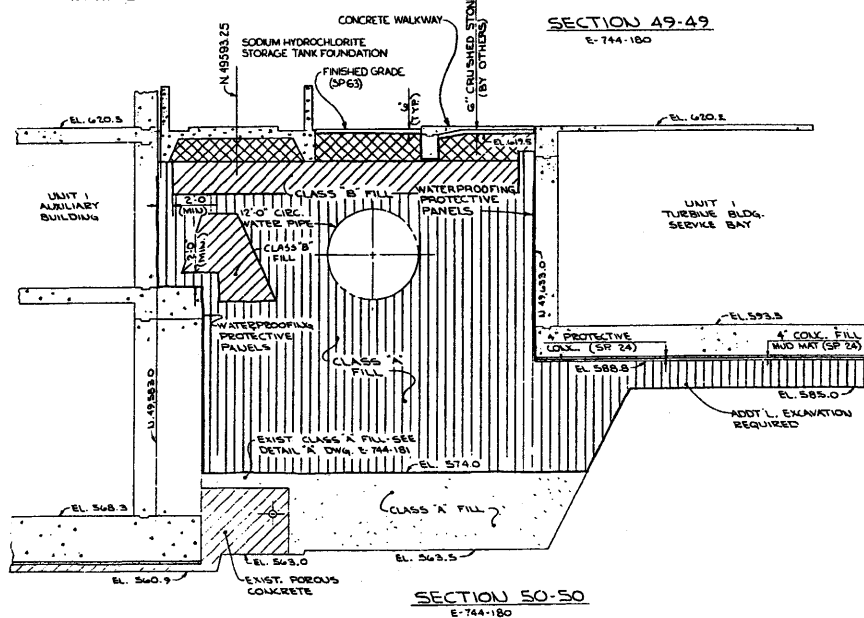 SECTION 49-49
E-744-180
CONCRETE WALKWAY
6" CRUSHED STON
(BY OTHERS)
N.49593.25
SODIUM HYDROCHLORITE
STORAGE TANK FOUNDATION
FINISHED GRADE
(SP63)
6"
(TYP.)
EL. 620.5
EL. 620.2
EL. 619.5
UNIT 1
AUXILIARY
BUILDING
2'-0
(MIN)
CLASS "B" FILL
WATERPROOFING
PROTECTIVE
PANELS
12'-0" CIRC.
WATER PIPE
2'-0
(MIN.)
CLASS "B"
FILL
UNIT 1
TURBINE BLDG.
SERVICE BAY
N.49,633.0
WATERPROOFING
PROTECTIVE
PANELS
EL. 593.5
4" PROTECTIVE
CONC. (SP 24)
4" CONC. FILL
MUD MAT (SP 24)
CLASS "A"
FILL
EL. 588.8
EL. 585.0
N.49,583.0
ADDT'L. EXCAVATION
REQUIRED
EXIST CLASS "A" FILL-SEE
DETAIL "A" DWG. E-744-181
EL. 574.0
EL. 568.3
CLASS "A" FILL
EL. 563.0
EL. 563.5
EL. 560.9
EXIST. POROUS
CONCRETE
SECTION 50-50
E-744-180